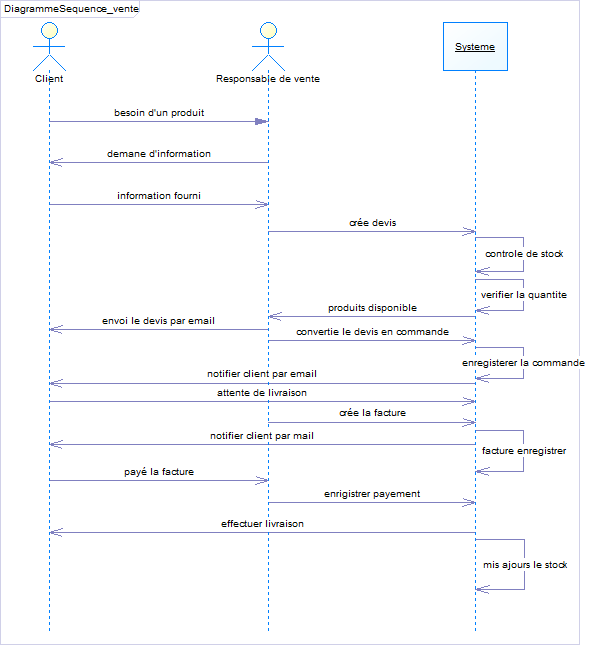 DiagrammeSequence_vente
Client
Responsable de vente
Systeme
besoin d'un produit
demane d'information
information fourni
crée devis
controle de stock
verifier la quantite
produits disponible
envoi le devis par email
convertie le devis en commande
enregisterer la commande
notifier client par email
attente de livraison
crée la facture
notifier client par mail
facture enregistrer
payé la facture
enrigistrer payement
effectuer livraison
mis ajours le stock